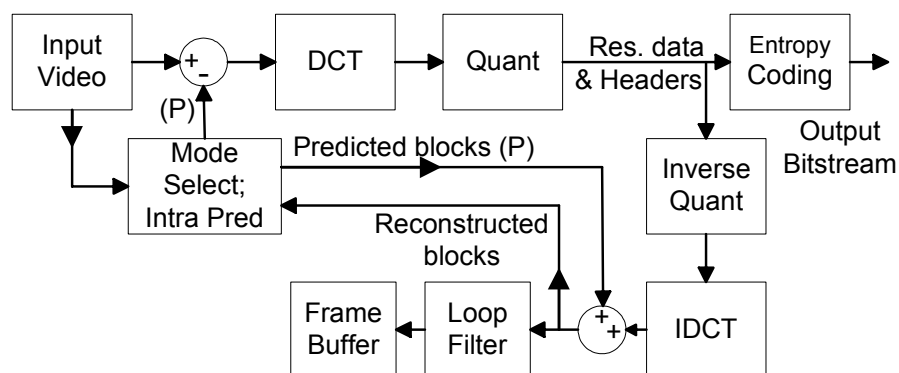 Input
Video
+
-
DCT
Quant
Res. data
& Headers
Entropy
Coding
(P)
Output
Bitstream
Mode
Select;
Intra Pred
Predicted blocks (P)
Inverse
Quant
Reconstructed
blocks
Frame
Buffer
Loop
Filter
+
+
IDCT